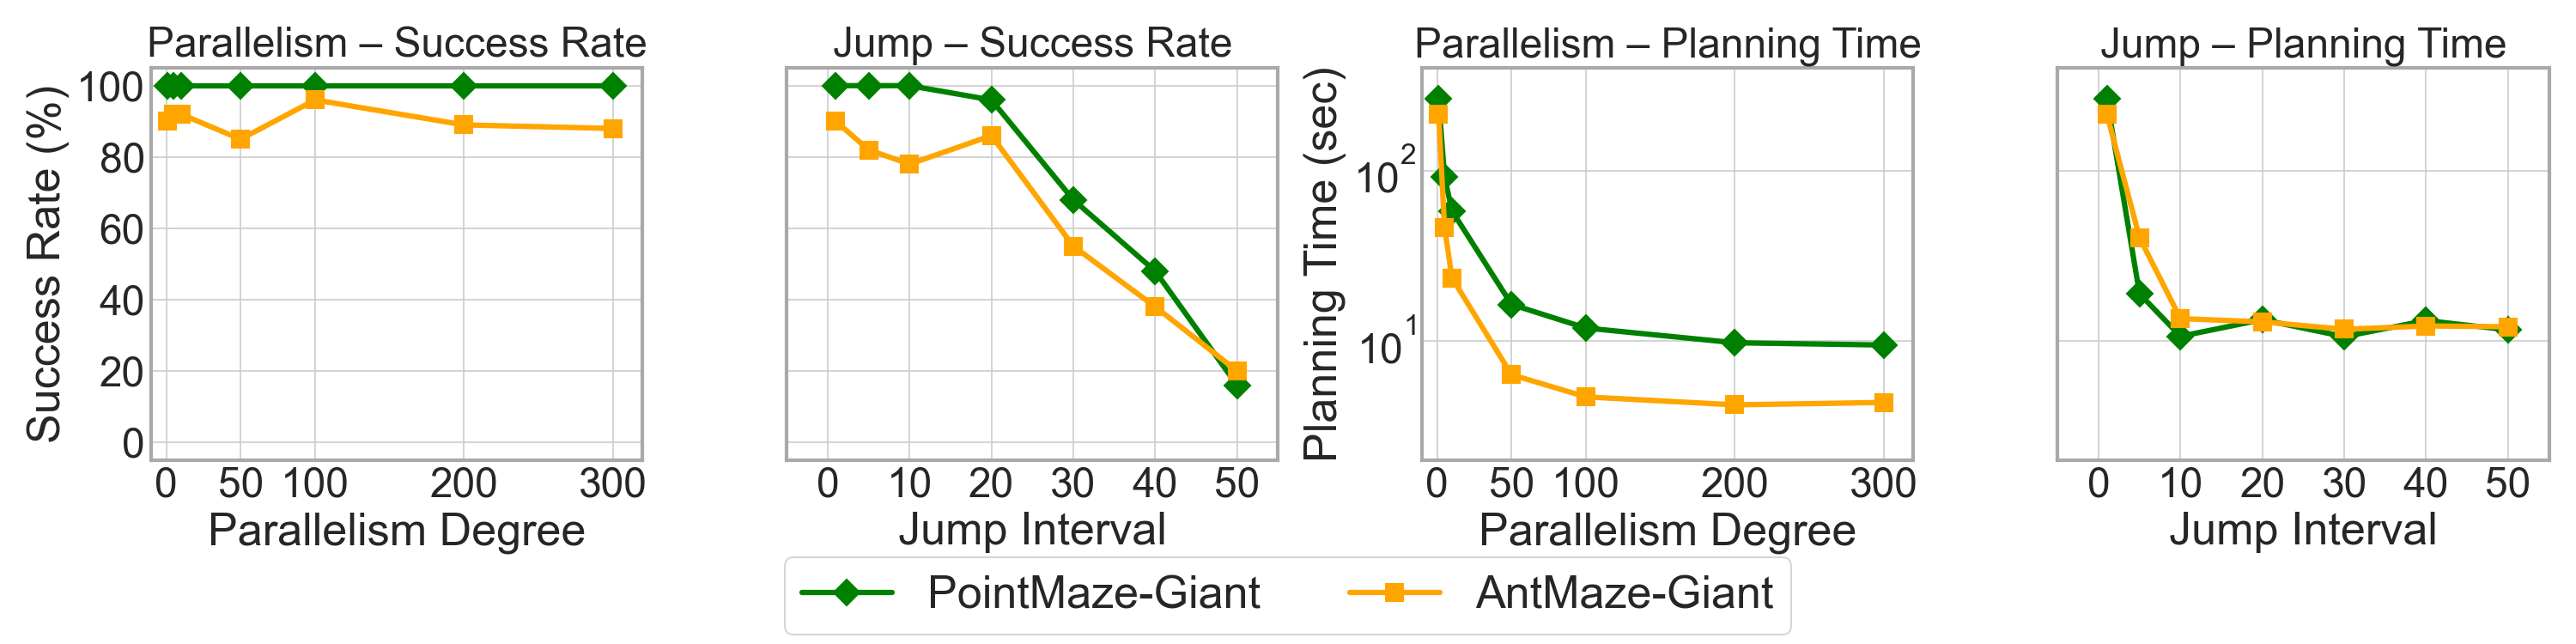 Parallelism – Success Rate
Success Rate (%)
100
80
60
40
20
0
0 50 100 200 300
Parallelism Degree
Jump – Success Rate
0 10 20 30 40 50
Jump Interval
Parallelism – Planning Time
Planning Time (sec)
10^2
10^1
0 50 100 200 300
Parallelism Degree
Jump – Planning Time
0 10 20 30 40 50
Jump Interval
PointMaze-Giant
AntMaze-Giant